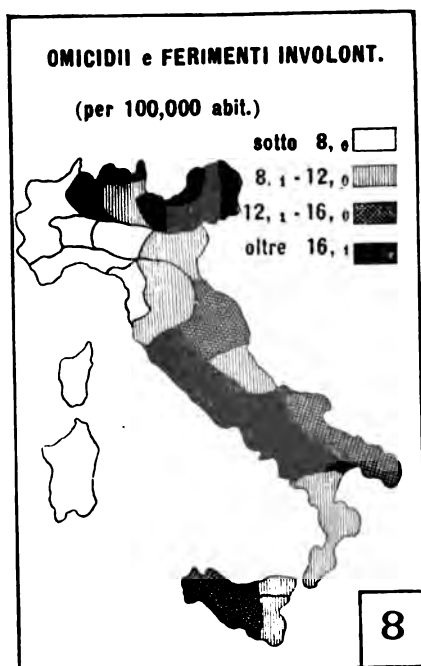 OMICIDII e FERIMENTI INVOLONT.
(per 100,000 abit.)
sotto 8, 0
8, 1 - 12, 0
12, 1 - 16, 0
oltre 16, 1
8